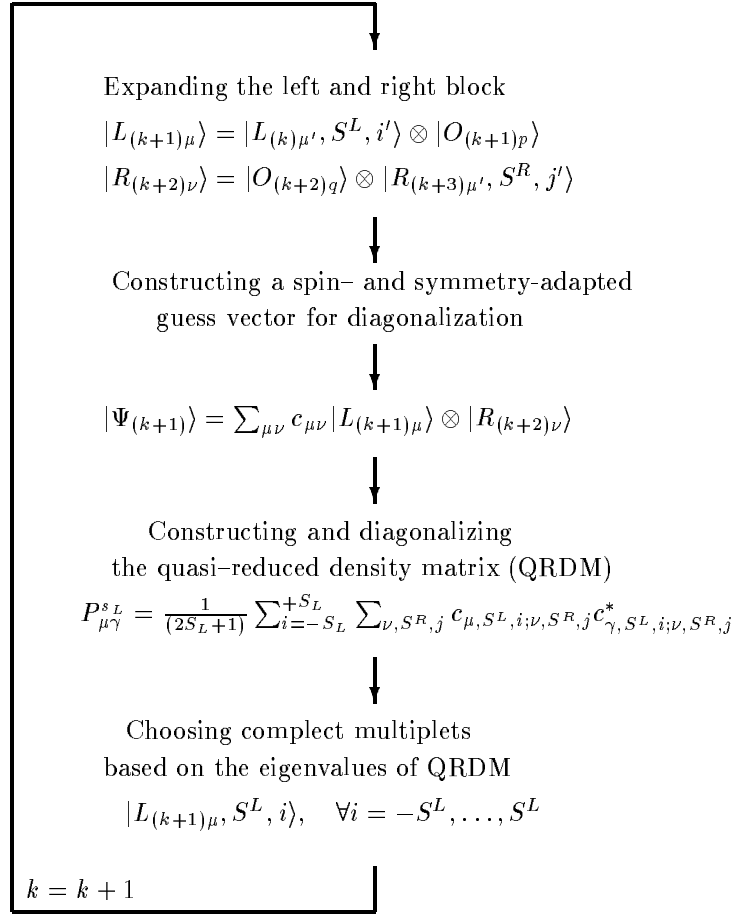 Expanding the left and right block
|L_{(k+1)μ}⟩ = |L_{(k)μ′}, S^L, i′⟩ ⊗ |O_{(k+1)p}⟩
|R_{(k+2)ν}⟩ = |O_{(k+2)q}⟩ ⊗ |R_{(k+3)μ′}, S^R, j′⟩
Constructing a spin– and symmetry-adapted
guess vector for diagonalization
|Ψ_{(k+1)}⟩ = ∑_{μν} c_{μν}|L_{(k+1)μ}⟩ ⊗ |R_{(k+2)ν}⟩
Constructing and diagonalizing
the quasi–reduced density matrix (QRDM)
P^{s_L}_{μγ} = \frac{1}{(2S_L+1)} ∑_{i=−S_L}^{+S_L} ∑_{ν,S^R,j} c_{μ,S^L,i;ν,S^R,j} c^*_{γ,S^L,i;ν,S^R,j}
Choosing complect multiplets
based on the eigenvalues of QRDM
|L_{(k+1)μ}, S^L, i⟩, ∀i = −S^L, . . . , S^L
k = k + 1